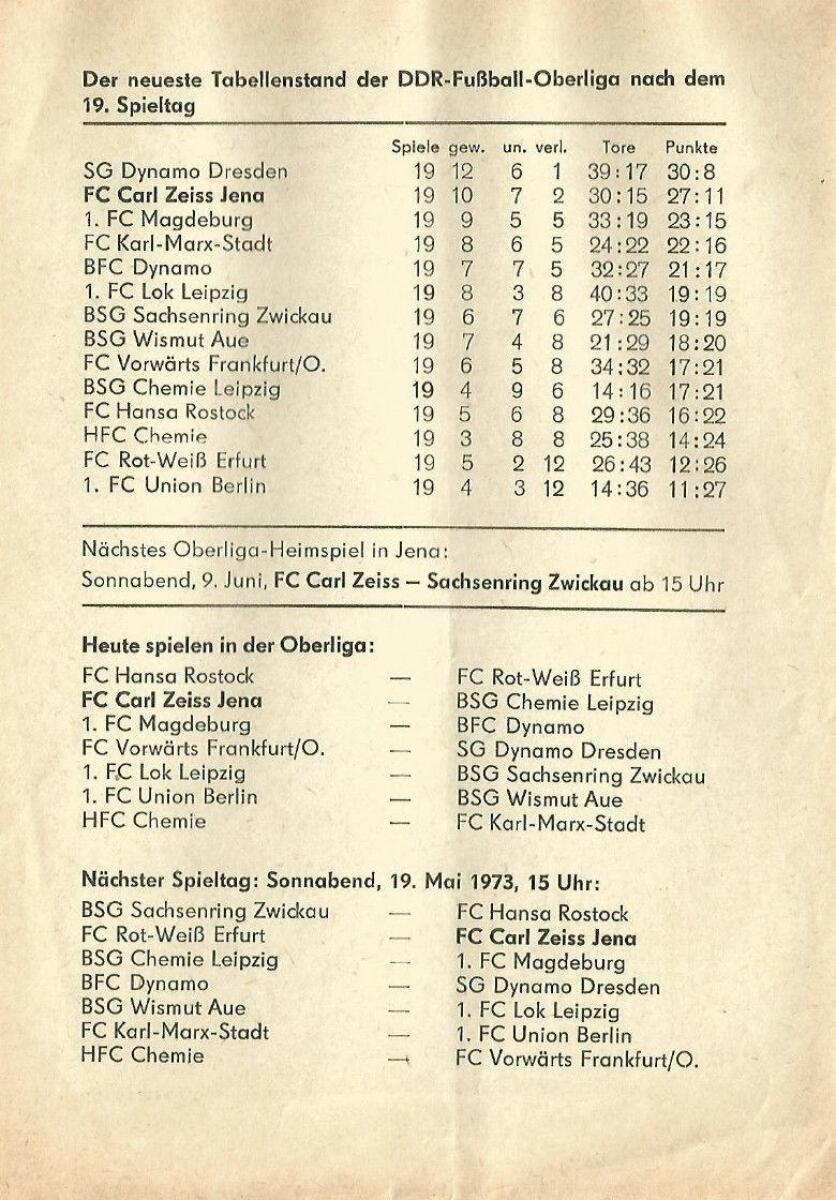 Der neueste Tabellenstand der DDR-Fußball-Oberliga nach dem
19. Spieltag
Spiele gew. un. verl. Tore Punkte
SG Dynamo Dresden 19 12 6 1 39:17 30:8
FC Carl Zeiss Jena 19 10 7 2 30:15 27:11
1. FC Magdeburg 19 9 5 5 33:19 23:15
FC Karl-Marx-Stadt 19 8 6 5 24:22 22:16
BFC Dynamo 19 7 7 5 32:27 21:17
1. FC Lok Leipzig 19 8 3 8 40:33 19:19
BSG Sachsenring Zwickau 19 6 7 6 27:25 19:19
BSG Wismut Aue 19 7 4 8 21:29 18:20
FC Vorwärts Frankfurt/O. 19 6 5 8 34:32 17:21
BSG Chemie Leipzig 19 4 9 6 14:16 17:21
FC Hansa Rostock 19 5 6 8 29:36 16:22
HFC Chemie 19 3 8 8 25:38 14:24
FC Rot-Weiß Erfurt 19 5 2 12 26:43 12:26
1. FC Union Berlin 19 4 3 12 14:36 11:27
Nächstes Oberliga-Heimspiel in Jena:
Sonnabend, 9. Juni, FC Carl Zeiss – Sachsenring Zwickau ab 15 Uhr
Heute spielen in der Oberliga:
FC Hansa Rostock — FC Rot-Weiß Erfurt
FC Carl Zeiss Jena — BSG Chemie Leipzig
1. FC Magdeburg — BFC Dynamo
FC Vorwärts Frankfurt/O. — SG Dynamo Dresden
1. FC Lok Leipzig — BSG Sachsenring Zwickau
1. FC Union Berlin — BSG Wismut Aue
HFC Chemie — FC Karl-Marx-Stadt
Nächster Spieltag: Sonnabend, 19. Mai 1973, 15 Uhr:
BSG Sachsenring Zwickau — FC Hansa Rostock
FC Rot-Weiß Erfurt — FC Carl Zeiss Jena
BSG Chemie Leipzig — 1. FC Magdeburg
BFC Dynamo — SG Dynamo Dresden
BSG Wismut Aue — 1. FC Lok Leipzig
FC Karl-Marx-Stadt — 1. FC Union Berlin
HFC Chemie — FC Vorwärts Frankfurt/O.